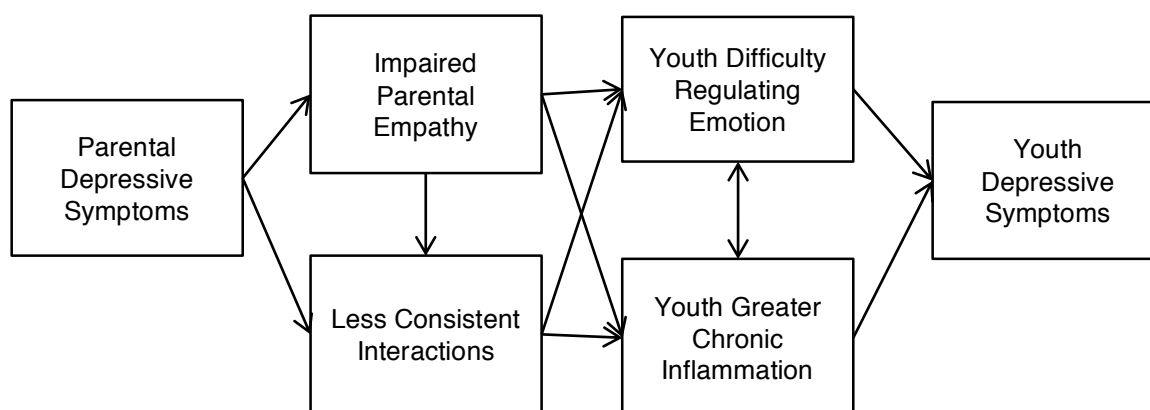 Parental
Depressive
Symptoms
Impaired
Parental
Empathy
Less Consistent
Interactions
Youth Difficulty
Regulating
Emotion
Youth Greater
Chronic
Inflammation
Youth
Depressive
Symptoms